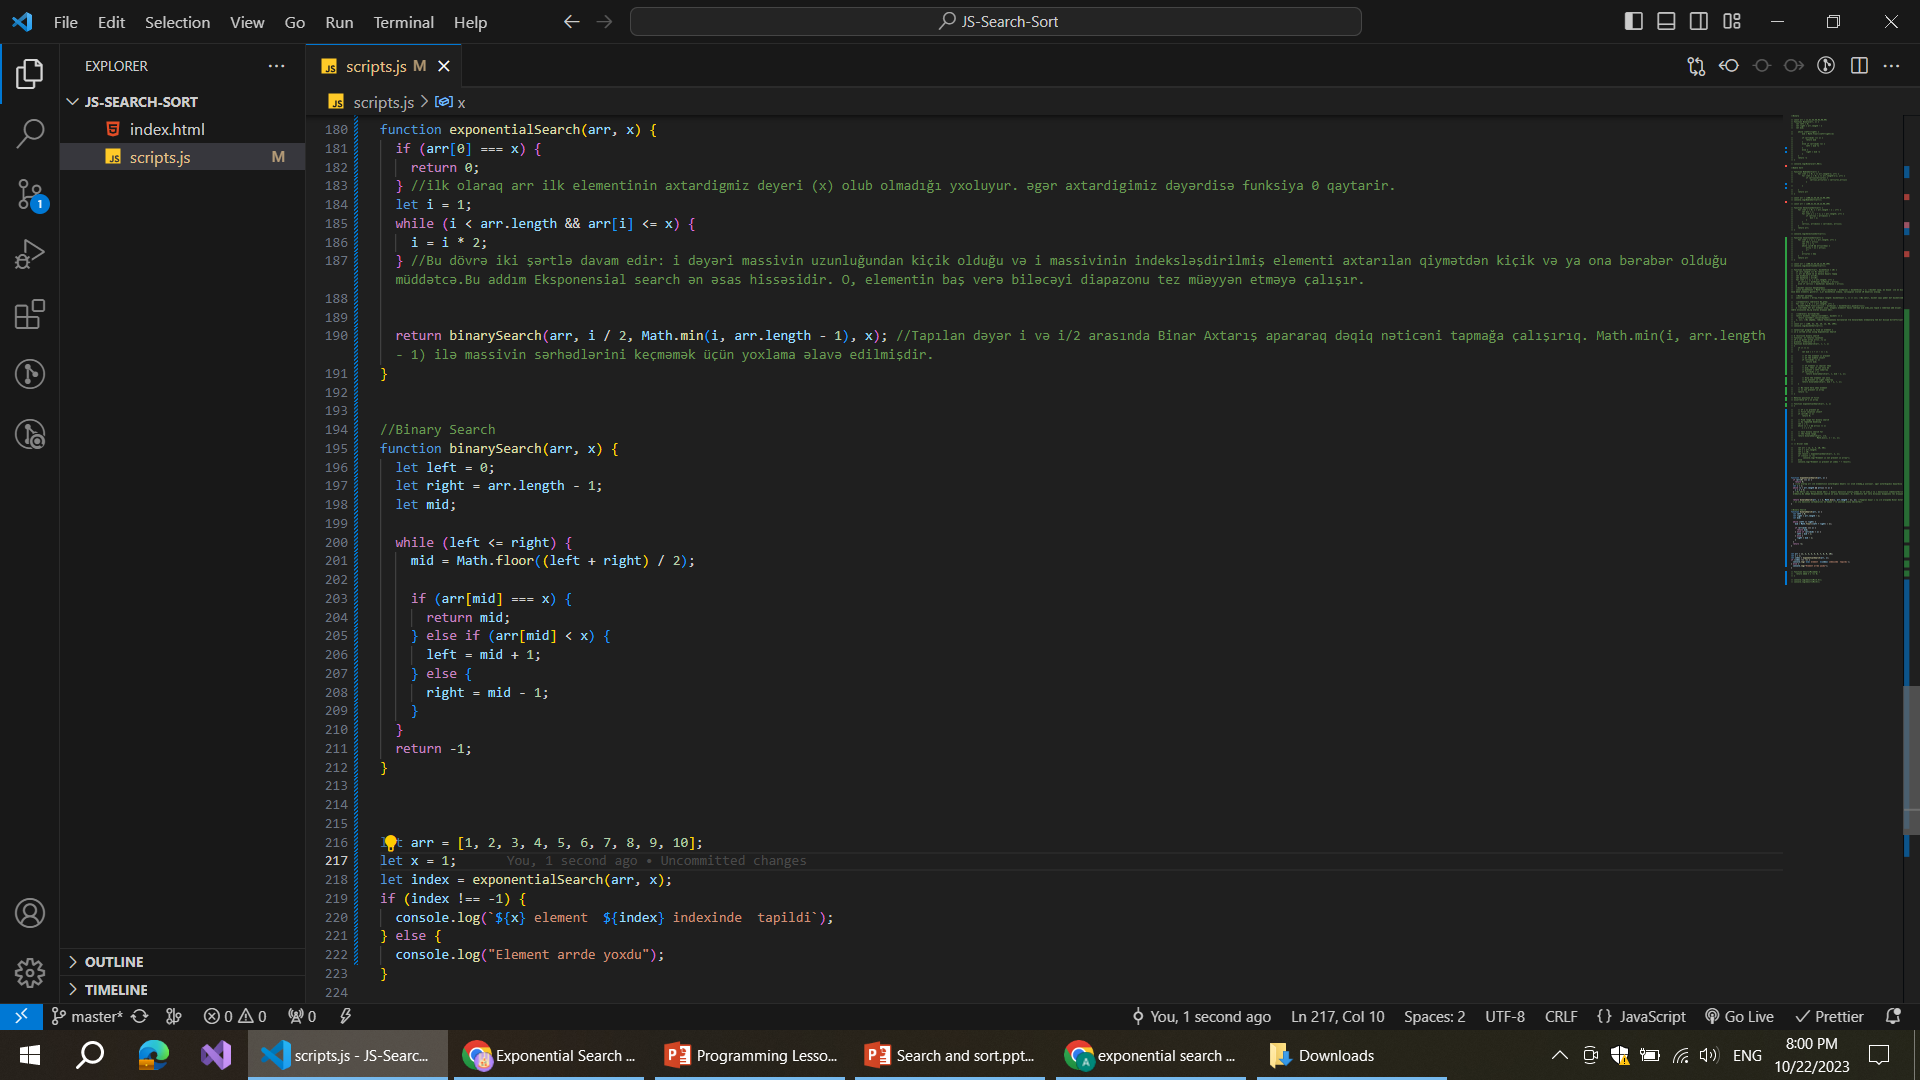 File Edit Selection View Go Run Terminal Help
JS-Search-Sort
EXPLORER
JS-SEARCH-SORT
index.html
JS scripts.js M
1
JS scripts.js M
JS scripts.js > x
180 function exponentialSearch(arr, x) {
181 if (arr[0] === x) {
182 return 0;
183 } //ilk olaraq arr ilk elementinin axtardigmiz deyeri (x) olub olmadığı yxoluyur. əgər axtardigimiz dəyərdisə funksiya 0 qaytarir.
184 let i = 1;
185 while (i < arr.length && arr[i] <= x) {
186 i = i * 2;
187 } //Bu dövrə iki şərtlə davam edir: i dəyəri massivin uzunluğundan kiçik olduğu və i massivinin indeksləşdirilmiş elementi axtarılan qiymətdən kiçik və ya ona bərabər olduğu
müddətcə.Bu addım Eksponensial search ən əsas hissəsidir. O, elementin baş verə biləcəyi diapazonu tez müəyyən etməyə çalışır.
188
189
190 return binarySearch(arr, i / 2, Math.min(i, arr.length - 1), x); //Tapılan dəyər i və i/2 arasında Binar Axtarış apararaq dəqiq nəticəni tapmağa çalışırıq. Math.min(i, arr.length
- 1) ilə massivin sərhədlərini keçməmək üçün yoxlama əlavə edilmişdir.
191 }
192
193
194 //Binary Search
195 function binarySearch(arr, x) {
196 let left = 0;
197 let right = arr.length - 1;
198 let mid;
199
200 while (left <= right) {
201 mid = Math.floor((left + right) / 2);
202
203 if (arr[mid] === x) {
204 return mid;
205 } else if (arr[mid] < x) {
206 left = mid + 1;
207 } else {
208 right = mid - 1;
209 }
210 }
211 return -1;
212 }
213
214
215
216 let arr = [1, 2, 3, 4, 5, 6, 7, 8, 9, 10];
217 let x = 1; You, 1 second ago • Uncommitted changes
218 let index = exponentialSearch(arr, x);
219 if (index !== -1) {
220 console.log(`${x} element  ${index} indexinde  tapildi`);
221 } else {
222 console.log("Element arrde yoxdu");
223 }
224
OUTLINE
TIMELINE
master* 0 0 0 You, 1 second ago Ln 217, Col 10 Spaces: 2 UTF-8 CRLF {} JavaScript Go Live Prettier
scripts.js - JS-Searc... Exponential Search ... Programming Lesso... Search and sort.ppt... exponential search ... Downloads ENG 8:00 PM
10/22/2023